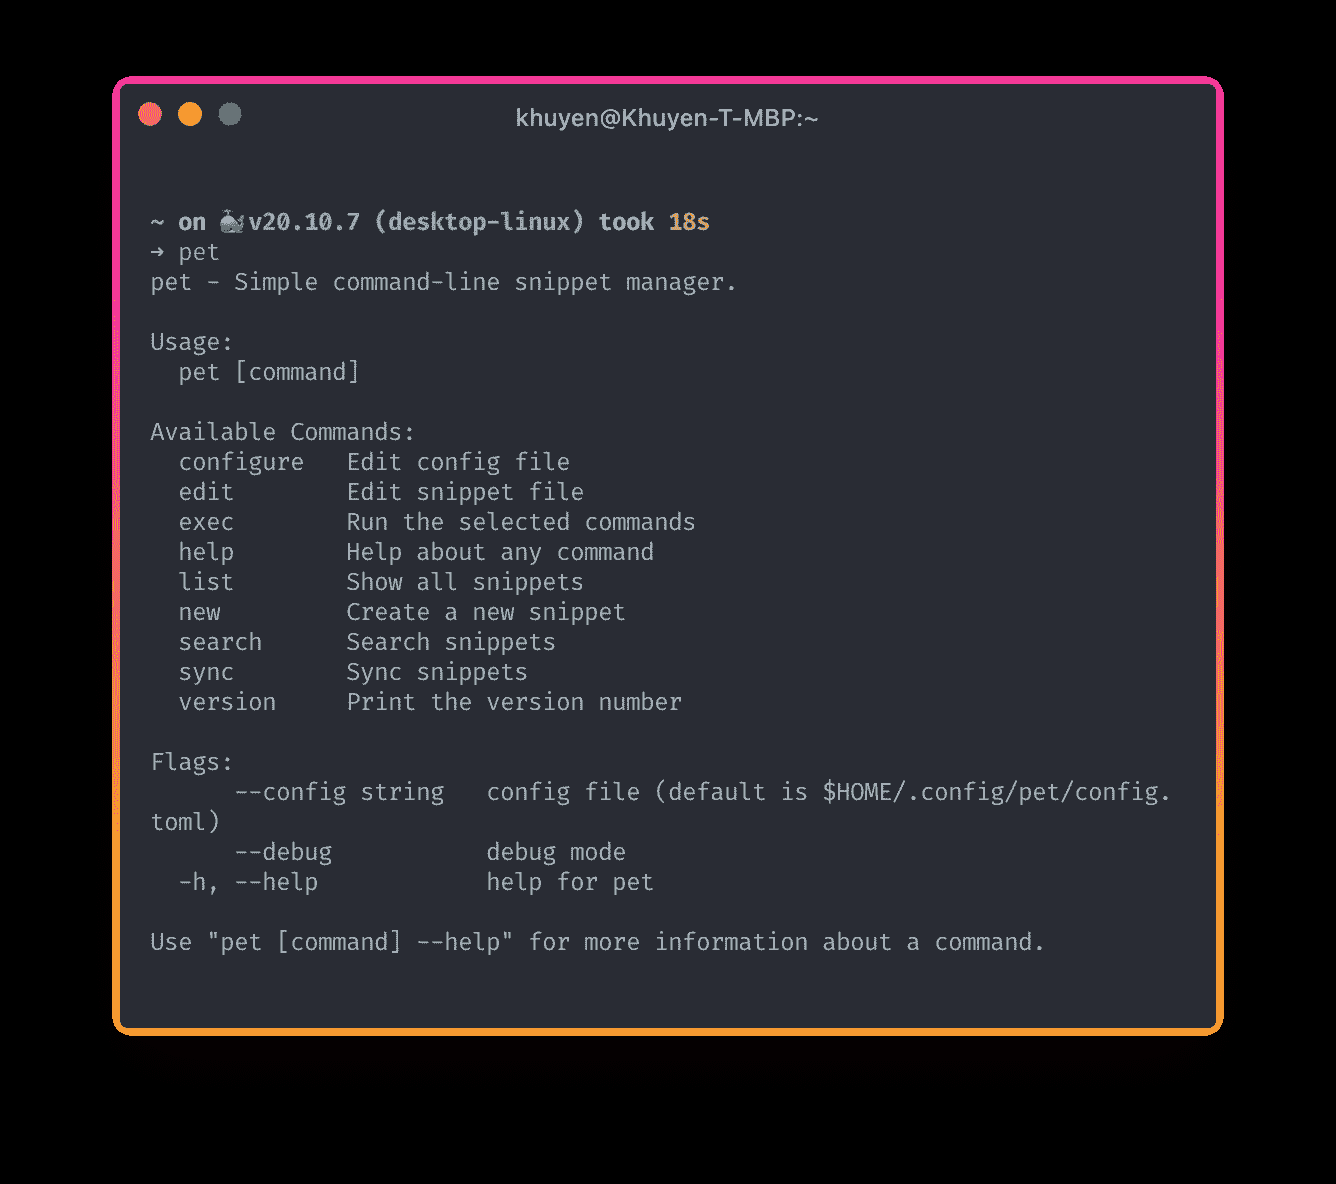 khuyen@Khuyen-T-MBP:~
~ on 🐳v20.10.7 (desktop-linux) took 18s
➜ pet
pet - Simple command-line snippet manager.
Usage:
  pet [command]
Available Commands:
  configure   Edit config file
  edit        Edit snippet file
  exec        Run the selected commands
  help        Help about any command
  list        Show all snippets
  new         Create a new snippet
  search      Search snippets
  sync        Sync snippets
  version     Print the version number
Flags:
      --config string   config file (default is $HOME/.config/pet/config.
toml)
      --debug           debug mode
  -h, --help            help for pet
Use "pet [command] --help" for more information about a command.